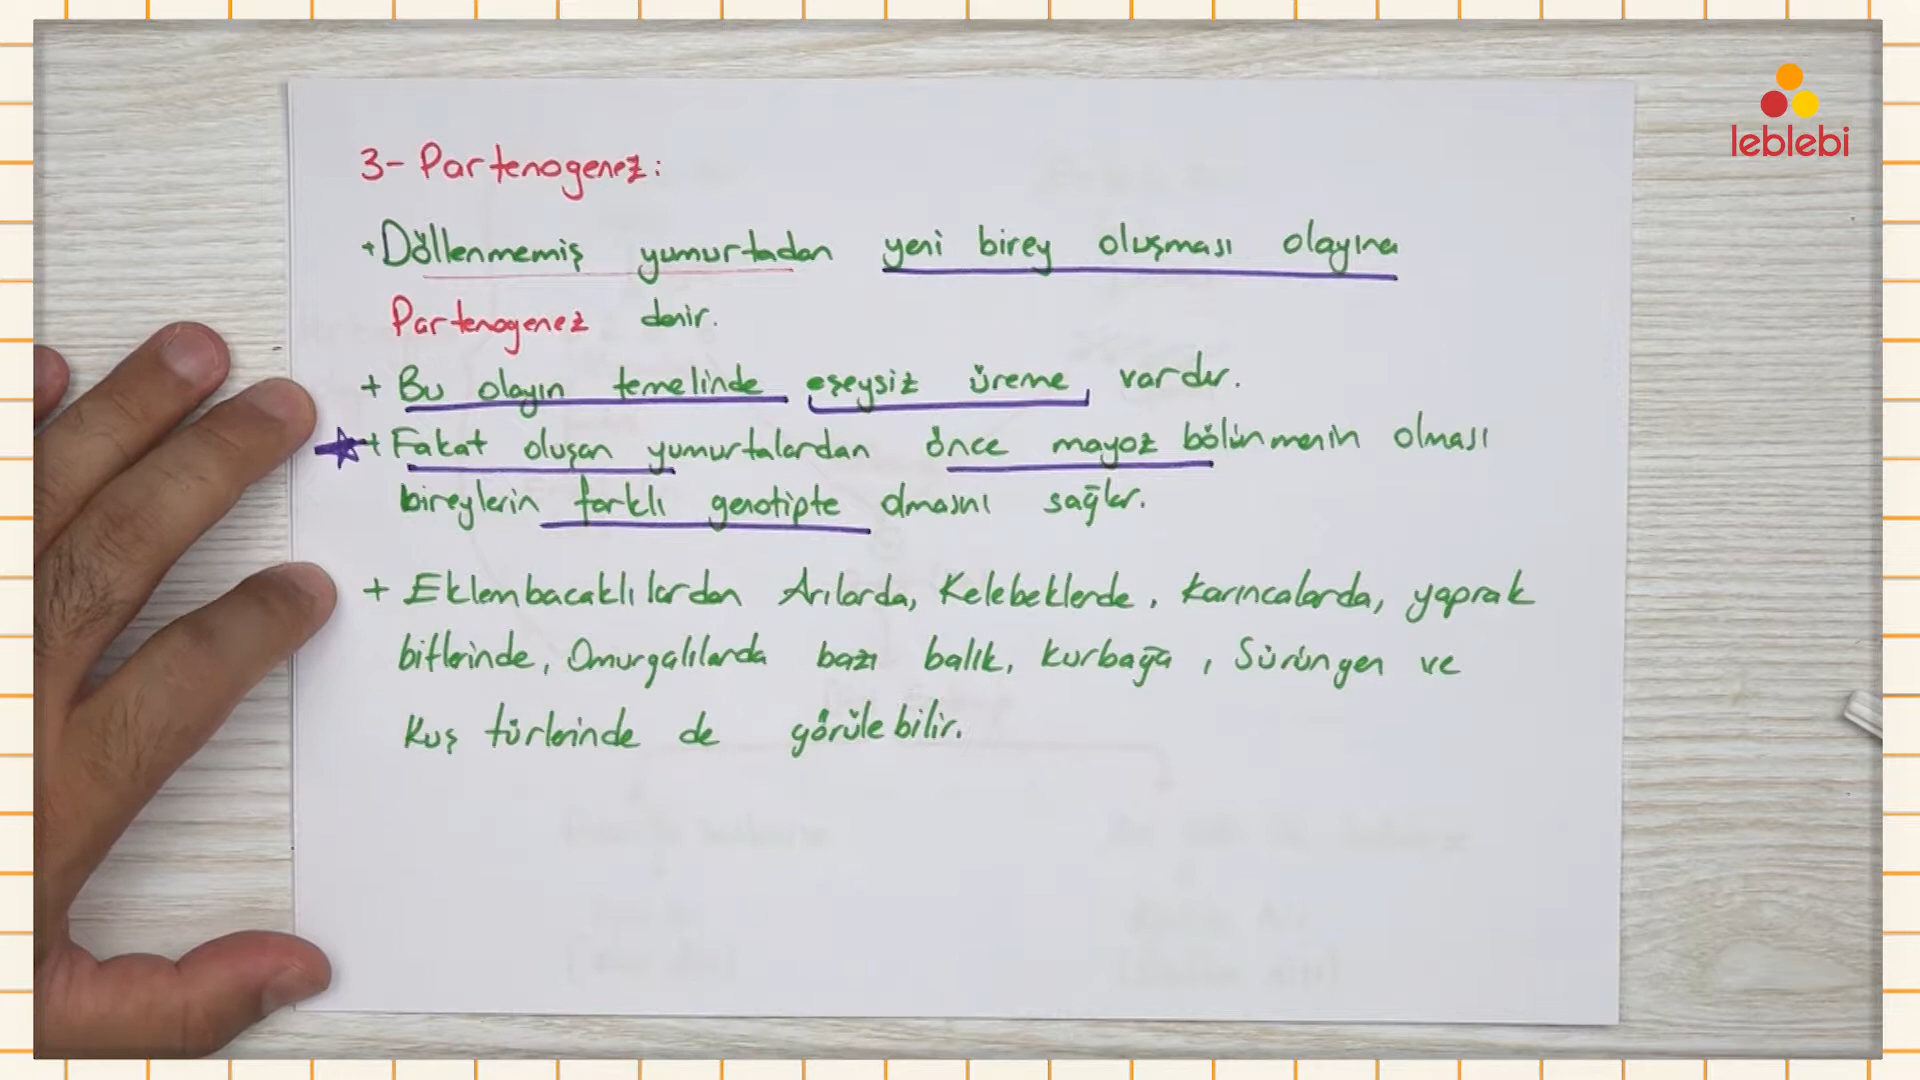 leblebi
3- Partenogenez:
+Döllenmemiş yumurtadan yeni birey oluşması olayına
Partenogenez denir.
+ Bu olayın temelinde eşeysiz üreme vardır.
+ Fakat oluşan yumurtalardan önce mayoz bölünmenin olması
bireylerin farklı genotipte olmasını sağlar.
+ Eklembacaklılardan Arılarda, Kelebeklerde, Karıncalarda, yaprak
bitlerinde, Omurgalılarda bazı balık, kurbağa, Sürüngen ve
Kuş türlerinde de görülebilir.